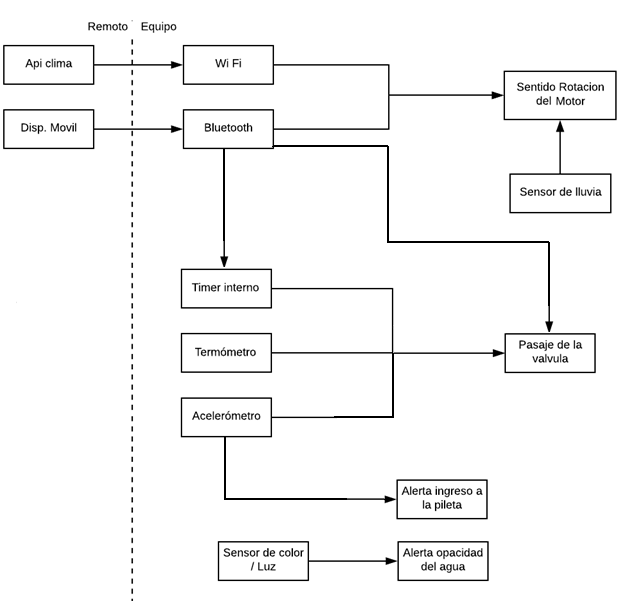 Remoto
Equipo
Api clima
Wi Fi
Sentido Rotacion
del Motor
Disp. Movil
Bluetooth
Sensor de lluvia
Timer interno
Termómetro
Pasaje de la
valvula
Acelerómetro
Alerta ingreso a
la pileta
Sensor de color
/ Luz
Alerta opacidad
del agua